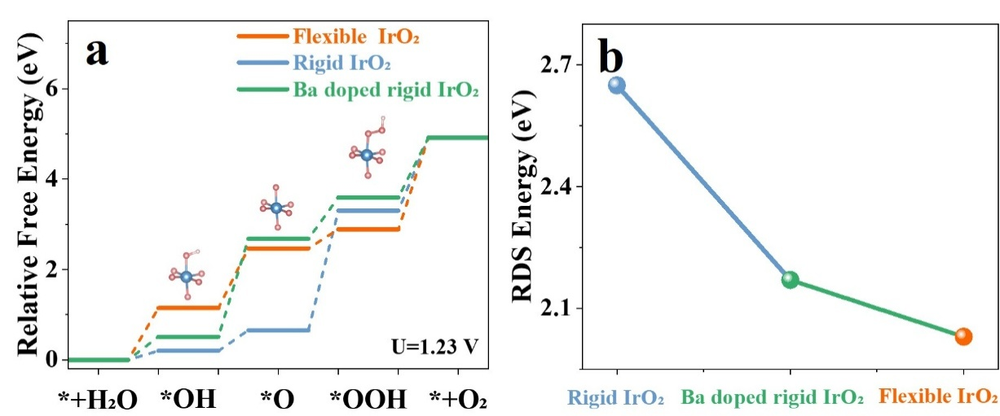 a
Flexible IrO₂
Rigid IrO₂
Ba doped rigid IrO₂
Relative Free Energy (eV)
6
4
2
0
U=1.23 V
*+H₂O *OH *O *OOH *+O₂
b
RDS Energy (eV)
2.7
2.4
2.1
Rigid IrO₂ Ba doped rigid IrO₂ Flexible IrO₂